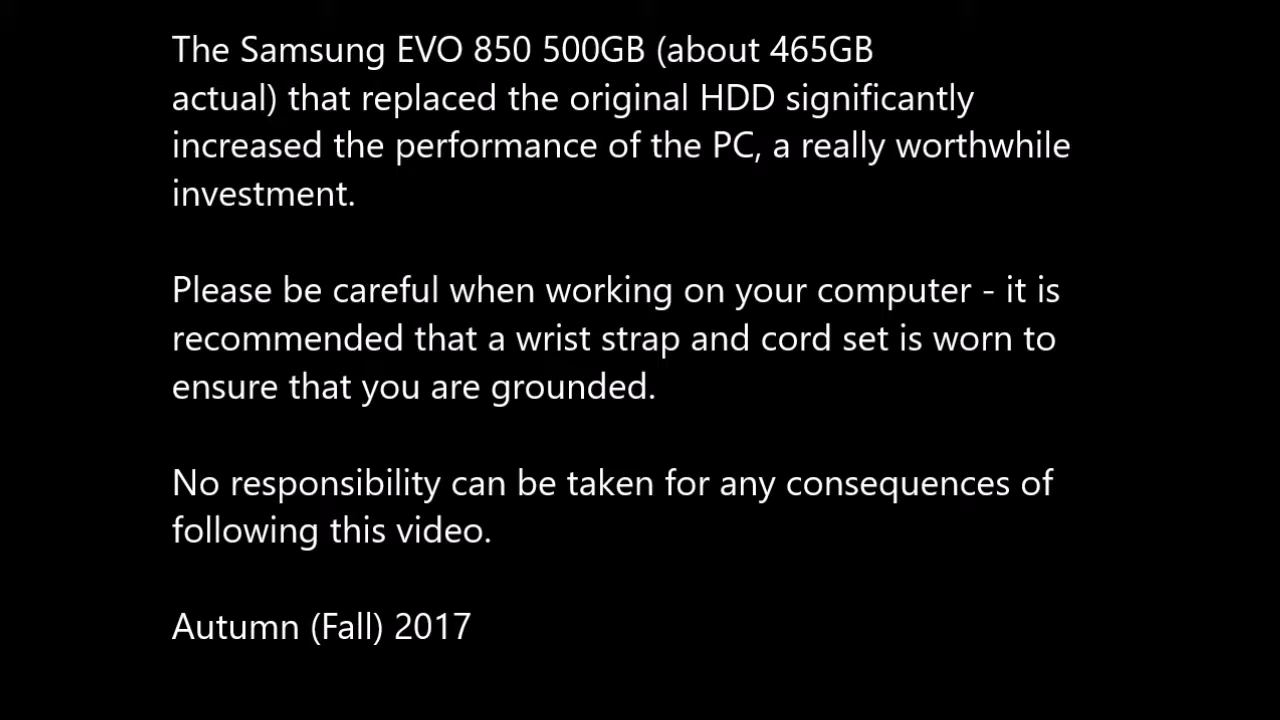 The Samsung EVO 850 500GB (about 465GB
actual) that replaced the original HDD significantly
increased the performance of the PC, a really worthwhile
investment.
Please be careful when working on your computer - it is
recommended that a wrist strap and cord set is worn to
ensure that you are grounded.
No responsibility can be taken for any consequences of
following this video.
Autumn (Fall) 2017